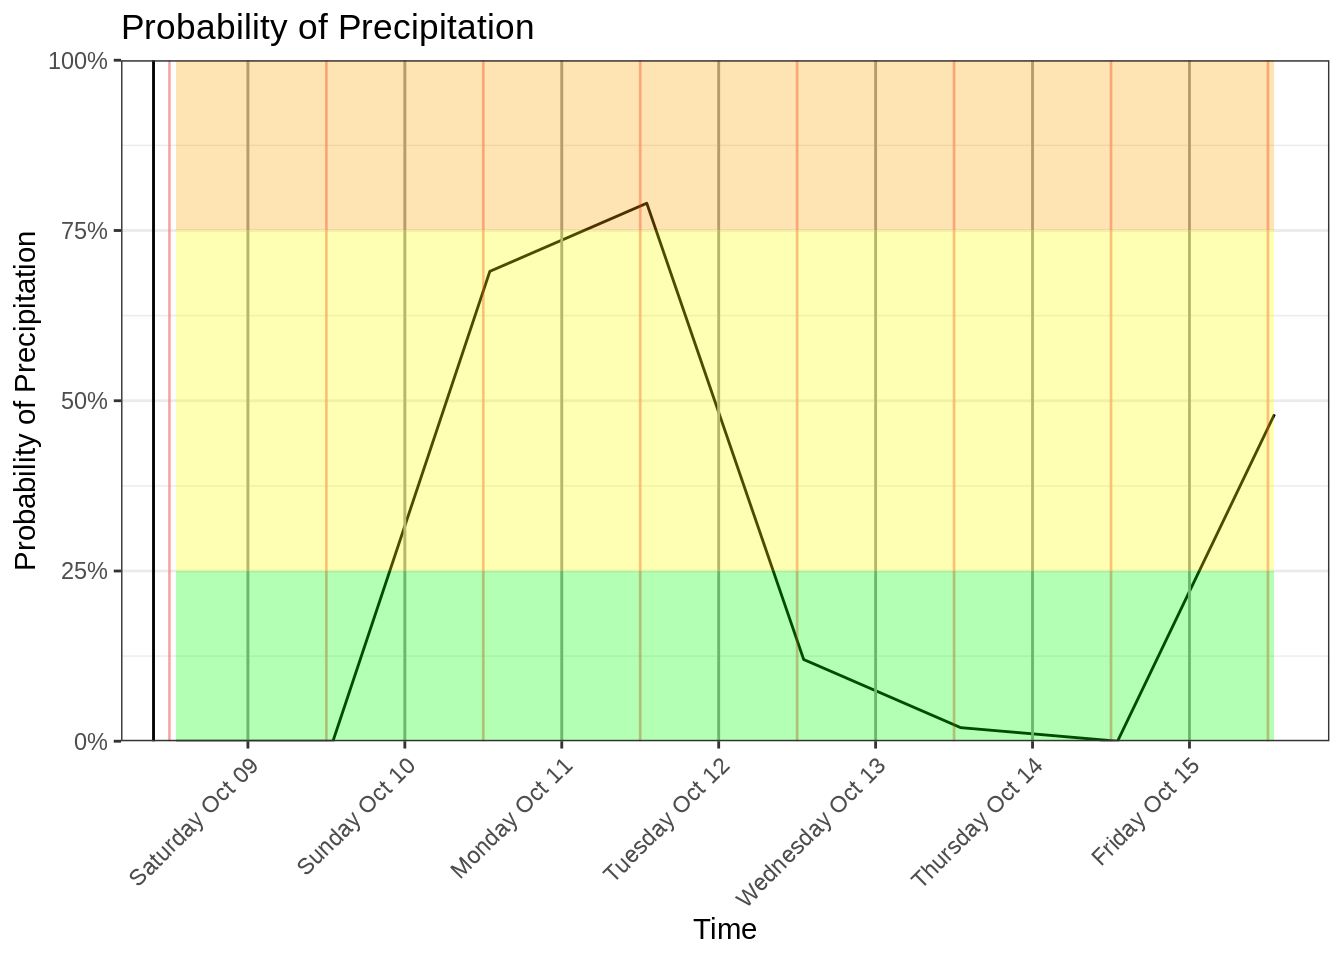 Probability of Precipitation
Probability of Precipitation
100%
75%
50%
25%
0%
Saturday Oct 09
Sunday Oct 10
Monday Oct 11
Tuesday Oct 12
Wednesday Oct 13
Thursday Oct 14
Friday Oct 15
Time